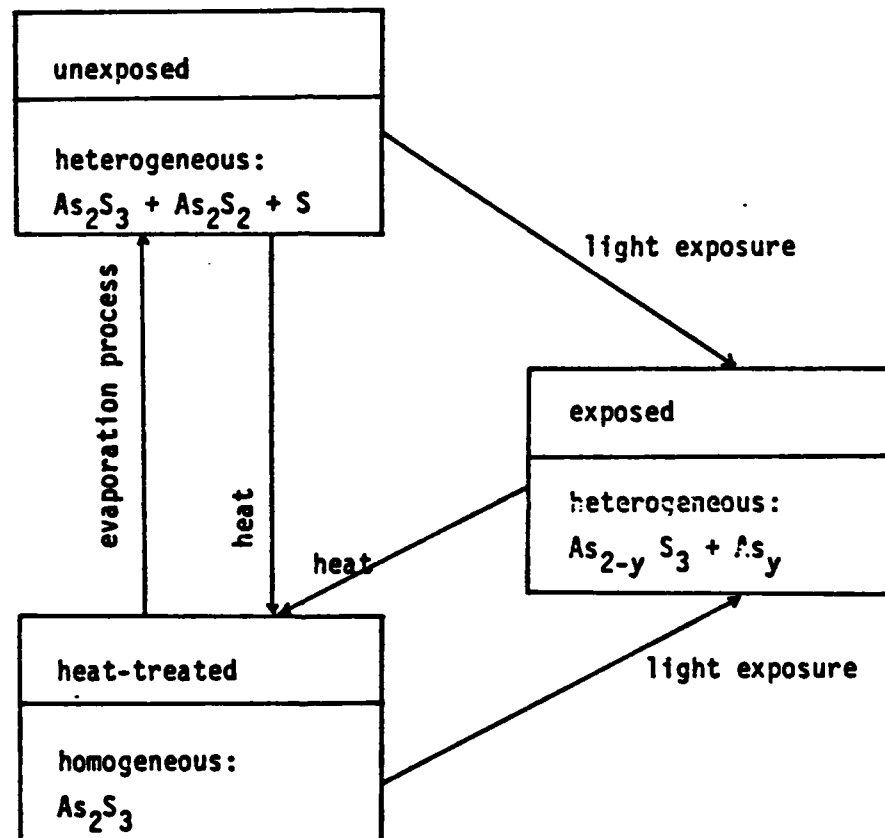 unexposed
heterogeneous:
As₂S₃ + As₂S₂ + S
light exposure
evaporation process
heat
exposed
heterogeneous:
As₂₋y S₃ + Asy
heat
heat-treated
light exposure
homogeneous:
As₂S₃